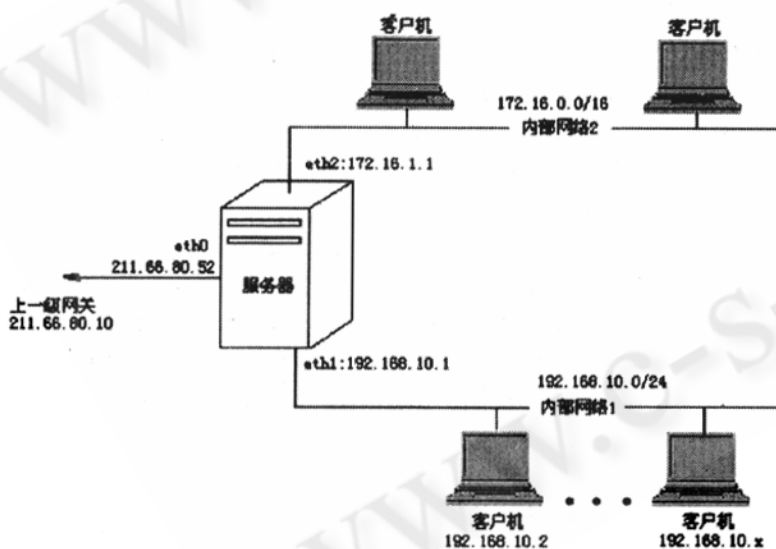 客户机
客户机
172.16.0.0/16
内部网络2
eth2:172.16.1.1
eth0
211.66.80.52
服务器
上一级网关
211.66.80.10
eth1:192.168.10.1
192.168.10.0/24
内部网络1
客户机
192.168.10.2
客户机
192.168.10.x